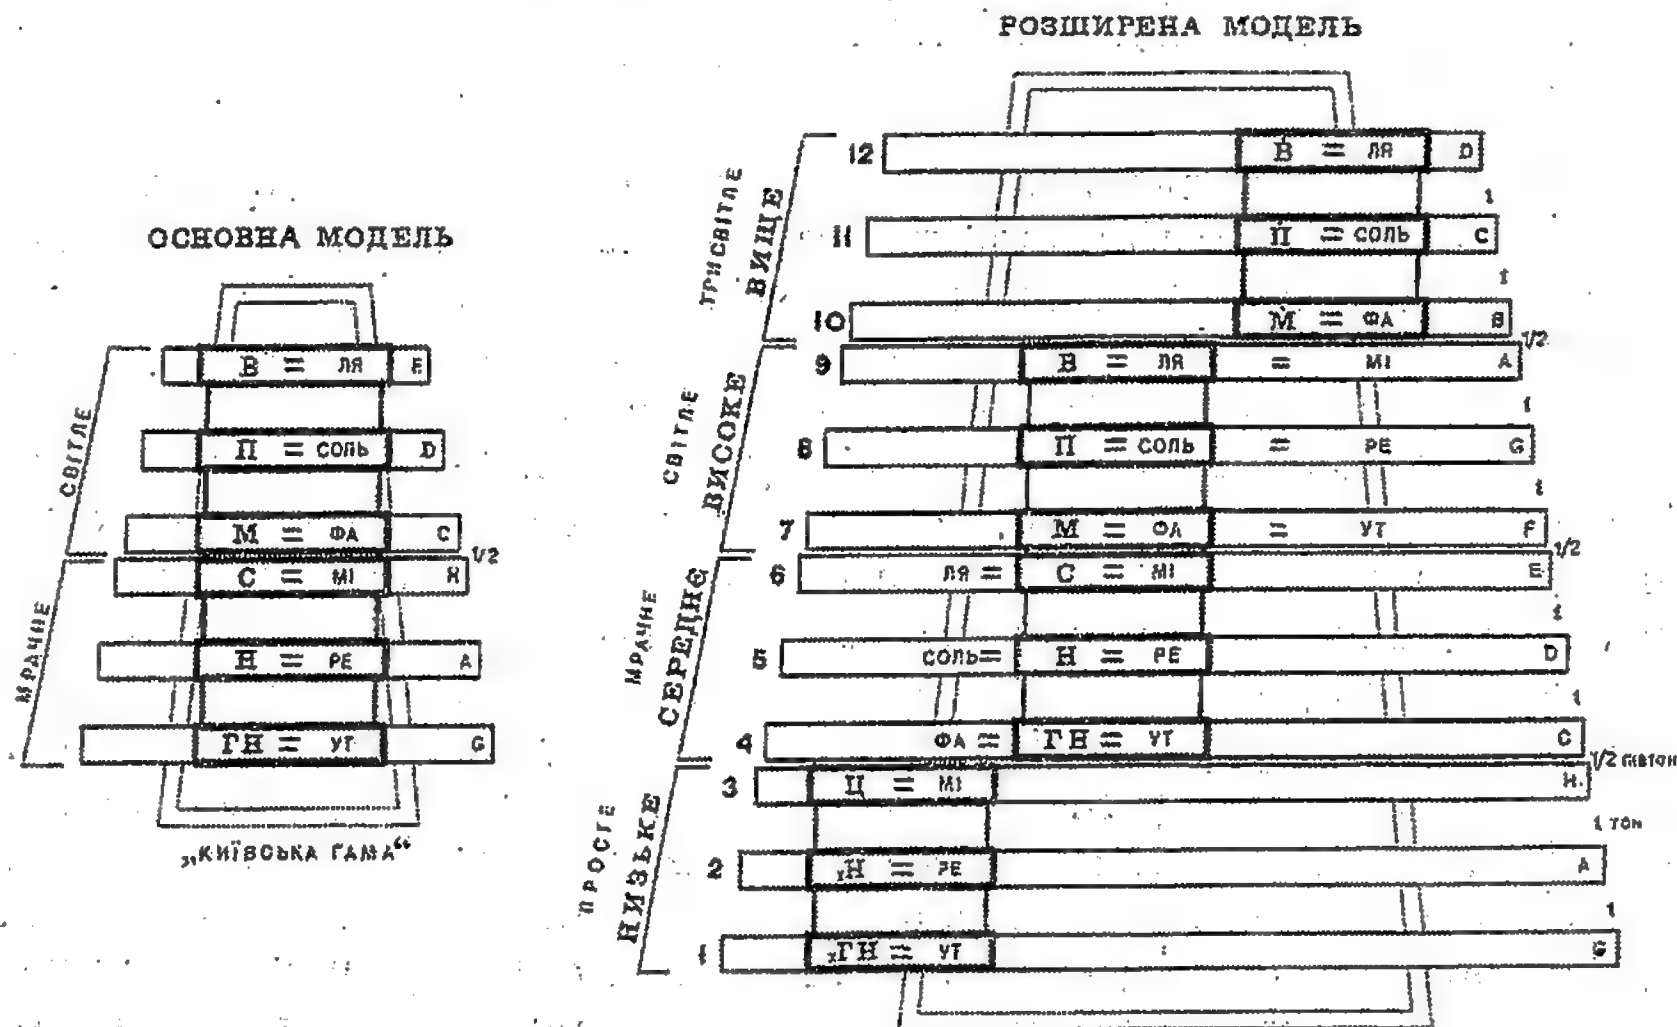 РОЗШИРЕНА МОДЕЛЬ
12 В = ЛЯ D
1
11 П = СОЛЬ C
1
10 М = ФА B
1/2
9 В = ЛЯ = МІ A
1
8 П = СОЛЬ = РЕ G
1
7 М = ФА = УТ F
1/2
6 ЛЯ = С = МІ E
1
5 СОЛЬ = Н = РЕ D
1
4 ФА = ГН = УТ C
1/2 ПІВТОН
3 Ц = МІ H
1 ТОН
2 хН = РЕ A
1
1 хГН = УТ G
ТРИСВІТЛЕ
ВИЩЕ
СВІТЛЕ
ВИСОКЕ
МРАЧНЕ
СЕРЕДНЕ
ПРОСТЕ
НИЗЬКЕ
ОСНОВНА МОДЕЛЬ
В = ЛЯ E
П = СОЛЬ D
М = ФА C
1/2
С = МІ H
Н = РЕ A
ГН = УТ G
СВІТЛЕ
МРАЧНЕ
„КИЇВСЬКА ГАМА“